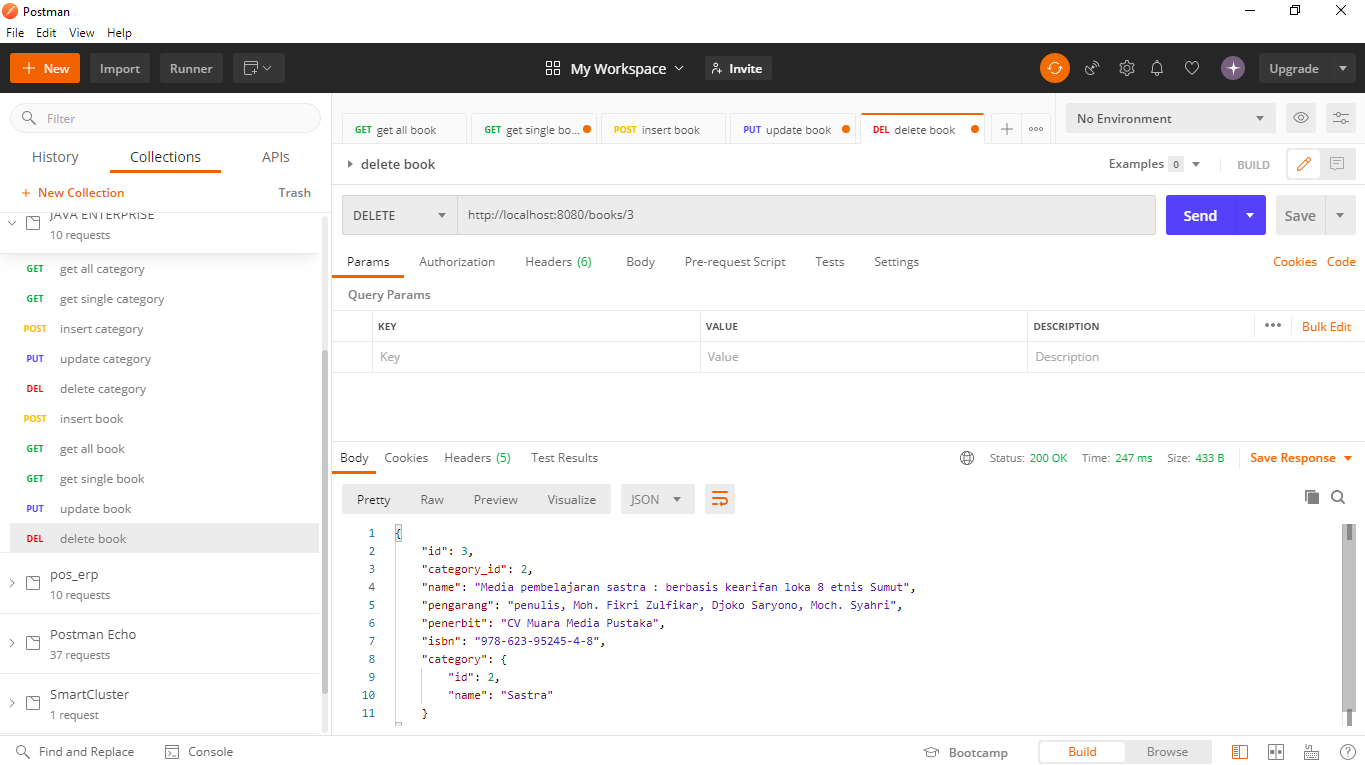 Postman
File Edit View Help
+ New Import Runner My Workspace Invite Upgrade
Filter
History Collections APIs
+ New Collection Trash
JAVA ENTERPRISE
10 requests
GET get all category
GET get single category
POST insert category
PUT update category
DEL delete category
POST insert book
GET get all book
GET get single book
PUT update book
DEL delete book
pos_erp
10 requests
Postman Echo
37 requests
SmartCluster
1 request
GET get all book GET get single bo... POST insert book PUT update book DEL delete book + ooo No Environment
delete book Examples 0 BUILD
DELETE http://localhost:8080/books/3 Send Save
Params Authorization Headers (6) Body Pre-request Script Tests Settings Cookies Code
Query Params
KEY VALUE DESCRIPTION ••• Bulk Edit
Key Value Description
Body Cookies Headers (5) Test Results Status: 200 OK Time: 247 ms Size: 433 B Save Response
Pretty Raw Preview Visualize JSON
1 {
2 "id": 3,
3 "category_id": 2,
4 "name": "Media pembelajaran sastra : berbasis kearifan loka 8 etnis Sumut",
5 "pengarang": "penulis, Moh. Fikri Zulfikar, Djoko Saryono, Moch. Syahri",
6 "penerbit": "CV Muara Media Pustaka",
7 "isbn": "978-623-95245-4-8",
8 "category": {
9 "id": 2,
10 "name": "Sastra"
11 }
Find and Replace Console Bootcamp Build Browse ?